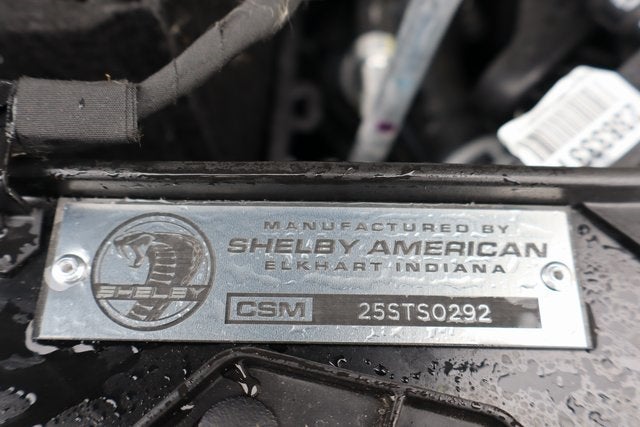 MANUFACTURED BY
SHELBY AMERICAN
ELKHART INDIANA
SHELBY
CSM 25STS0292